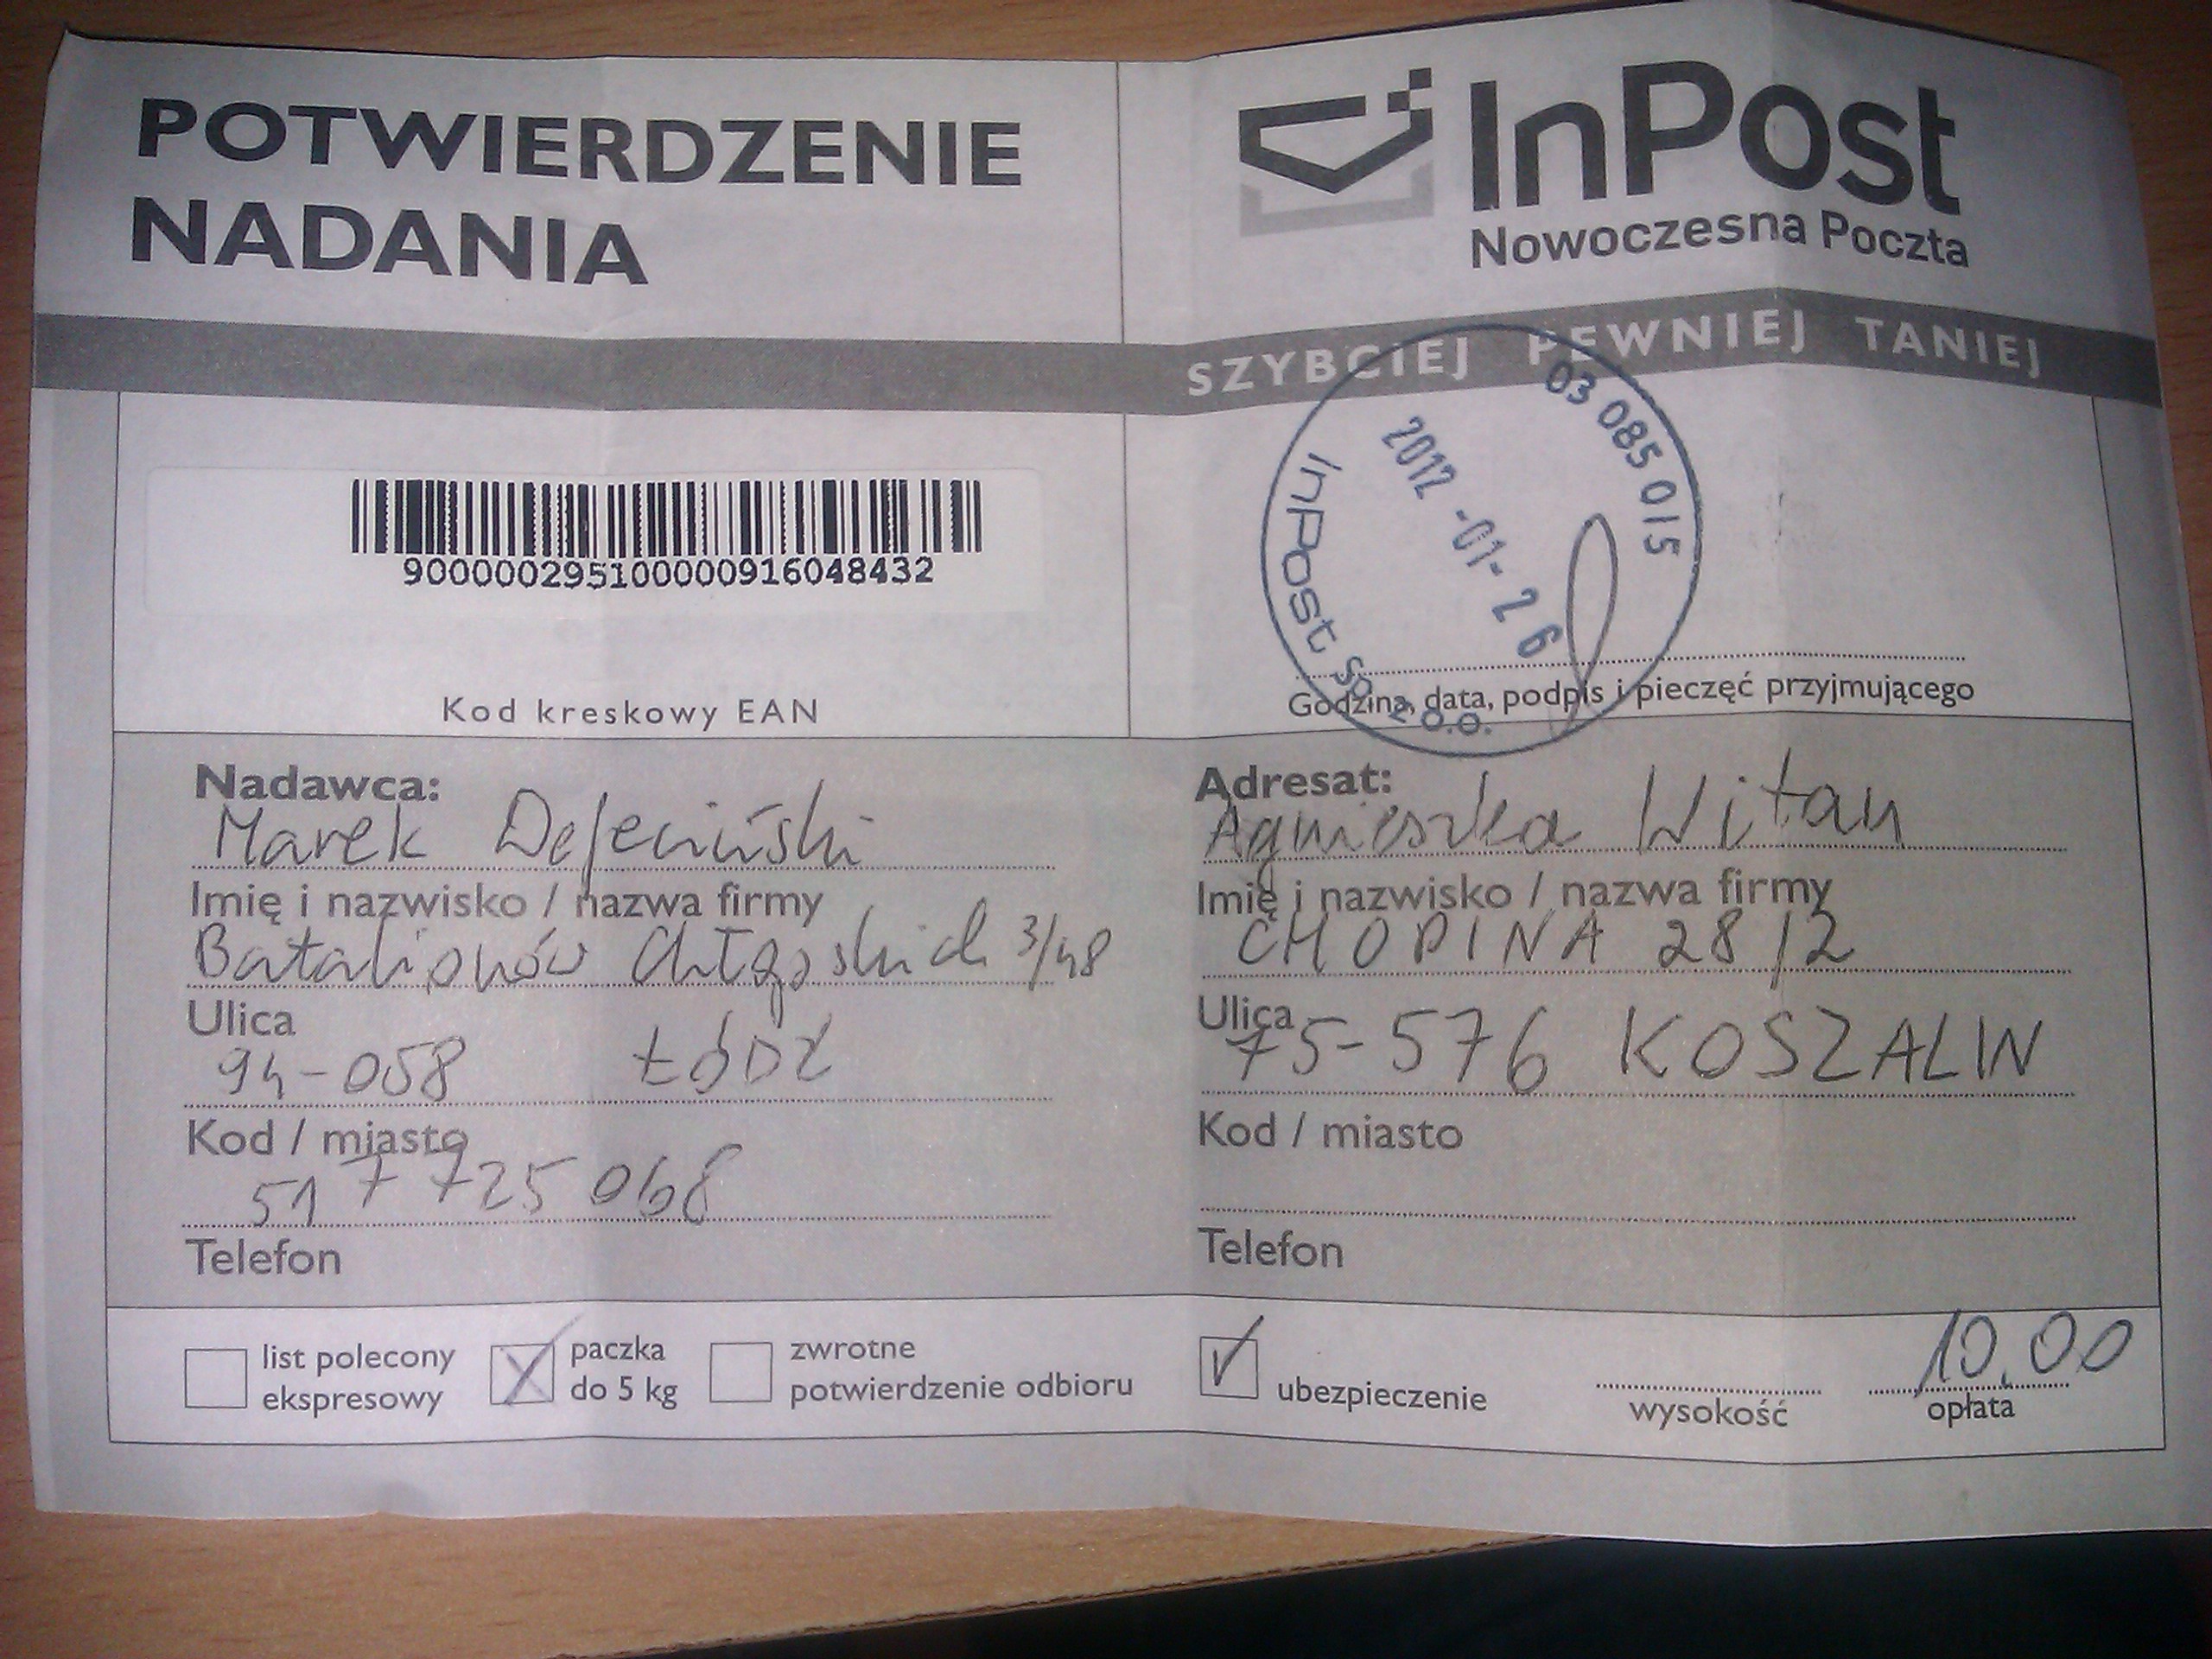 POTWIERDZENIE
NADANIA
InPost
Nowoczesna Poczta
SZYBCIEJ PEWNIEJ TANIEJ
9000002951000000916048432
Kod kreskowy EAN
03 085 015
2012 -01- 26
InPost Sp. z o.o.
Godzina, data, podpis i pieczęć przyjmującego
Nadawca:
Marek
Imię i nazwisko / nazwa firmy
Batalionów Chłopskich 3/48
Ulica
94-058 ŁÓDŹ
Kod / miasto
517 725 068
Telefon
Adresat:
Agnieszka Witan
Imię i nazwisko / nazwa firmy
CHOPINA 28/2
Ulica
75-576 KOSZALIN
Kod / miasto
Telefon
list polecony
ekspresowy
paczka
do 5 kg
zwrotne
potwierdzenie odbioru
ubezpieczenie
wysokość
10.00
opłata